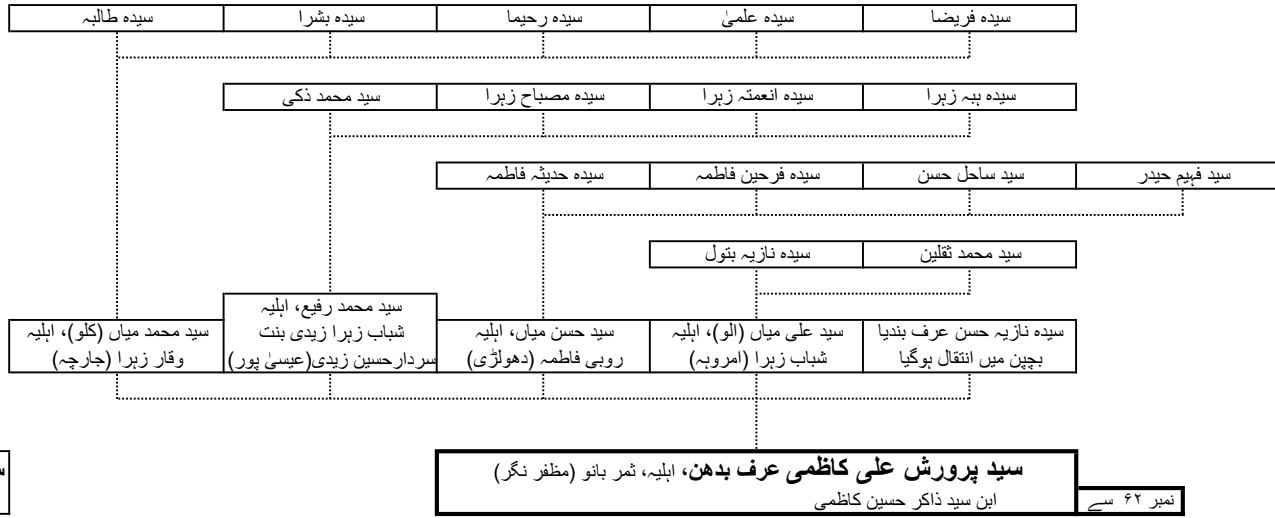 سیدہ فریضا
سیدہ علمیٰ
سیدہ رحیما
سیدہ بشرا
سیدہ طالبہ
سیدہ ہبہ زہرا
سیدہ انعمتہ زہرا
سیدہ مصباح زہرا
سید محمد ذکی
سید فہیم حیدر
سید ساحل حسن
سیدہ فرحین فاطمہ
سیدہ حدیثہ فاطمہ
سید محمد ثقلین
سیدہ نازیہ بتول
سیدہ نازیہ حسن عرف بندیا
بچپن میں انتقال ہوگیا
سید علی میاں (الو)، اہلیہ
شباب زہرا (امروہہ)
سید حسن میاں، اہلیہ
روبی فاطمہ (دھولڑی)
سید محمد رفیع، اہلیہ
شباب زہرا زیدی بنت
سردارحسین زیدی(عیسیٰ پور)
سید محمد میاں (کلو)، اہلیہ
وقار زہرا (جارچہ)
سید پرورش علی کاظمی عرف بدھن، اہلیہ، ثمر بانو (مظفر نگر)
ابن سید ذاکر حسین کاظمی
نمبر ۶۲ سے